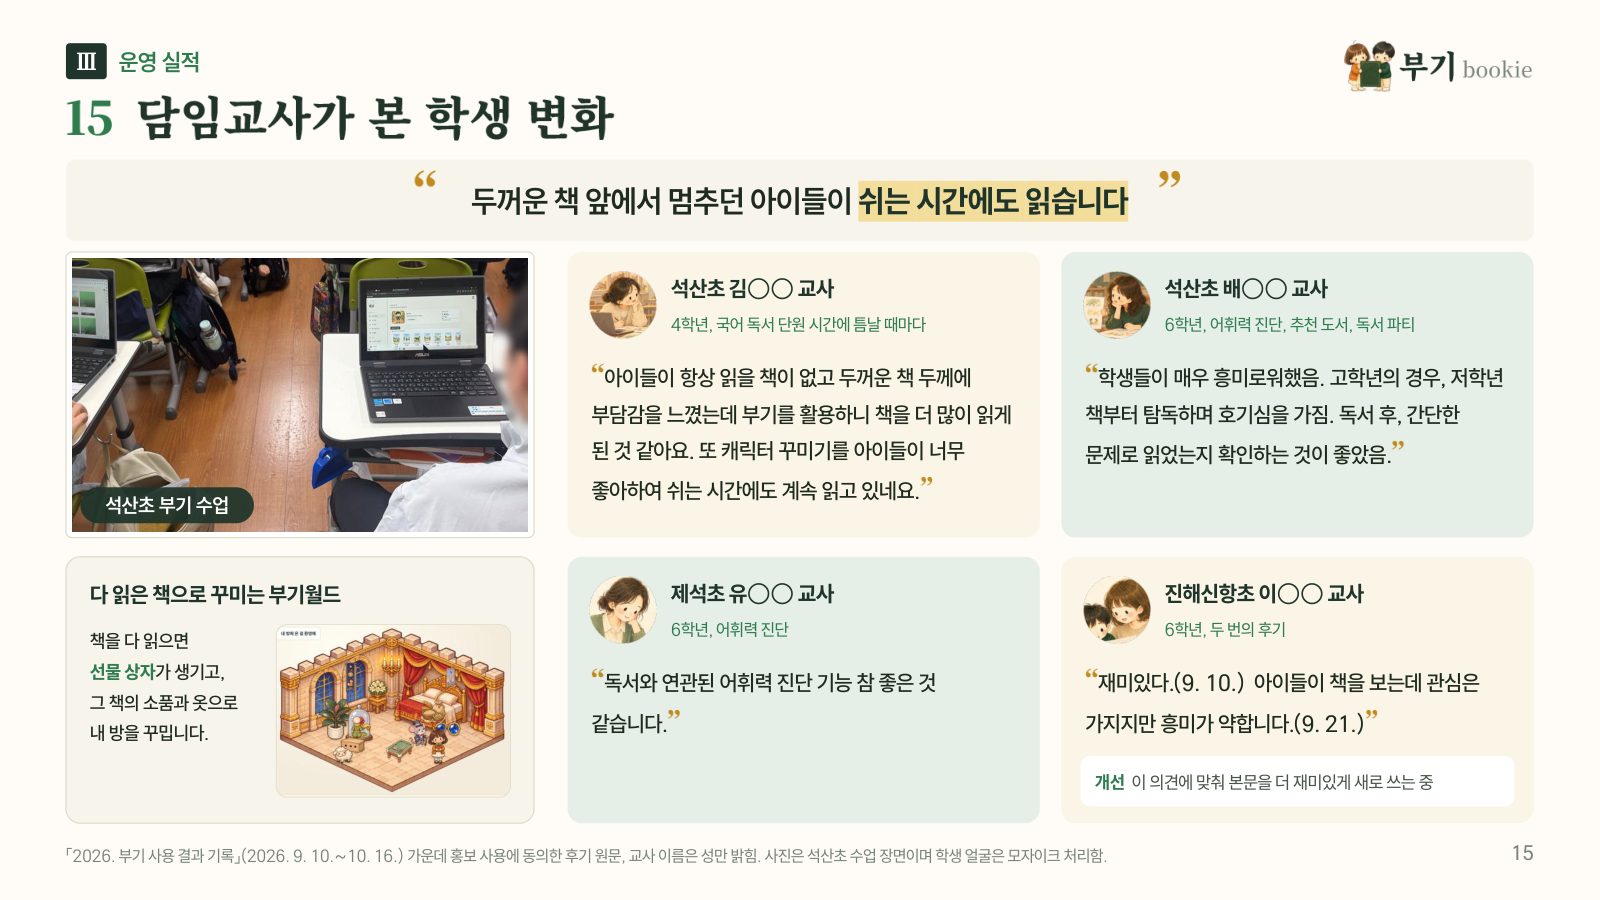 Ⅲ 운영 실적
부기 bookie
15 담임교사가 본 학생 변화
“ 두꺼운 책 앞에서 멈추던 아이들이 쉬는 시간에도 읽습니다 ”
석산초 부기 수업
석산초 김○○ 교사
4학년, 국어 독서 단원 시간에 틈날 때마다
“아이들이 항상 읽을 책이 없고 두꺼운 책 두께에
부담감을 느꼈는데 부기를 활용하니 책을 더 많이 읽게
된 것 같아요. 또 캐릭터 꾸미기를 아이들이 너무
좋아하여 쉬는 시간에도 계속 읽고 있네요.”
석산초 배○○ 교사
6학년, 어휘력 진단, 추천 도서, 독서 파티
“학생들이 매우 흥미로워했음. 고학년의 경우, 저학년
책부터 탐독하며 호기심을 가짐. 독서 후, 간단한
문제로 읽었는지 확인하는 것이 좋았음.”
다 읽은 책으로 꾸미는 부기월드
책을 다 읽으면
선물 상자가 생기고,
그 책의 소품과 옷으로
내 방을 꾸밉니다.
제석초 유○○ 교사
6학년, 어휘력 진단
“독서와 연관된 어휘력 진단 기능 참 좋은 것
같습니다.”
진해신항초 이○○ 교사
6학년, 두 번의 후기
“재미있다.(9. 10.) 아이들이 책을 보는데 관심은
가지지만 흥미가 약합니다.(9. 21.)”
개선 이 의견에 맞춰 본문을 더 재미있게 새로 쓰는 중
「2026. 부기 사용 결과 기록」(2026. 9. 10.~10. 16.) 가운데 홍보 사용에 동의한 후기 원문, 교사 이름은 성만 밝힘. 사진은 석산초 수업 장면이며 학생 얼굴은 모자이크 처리함.
15